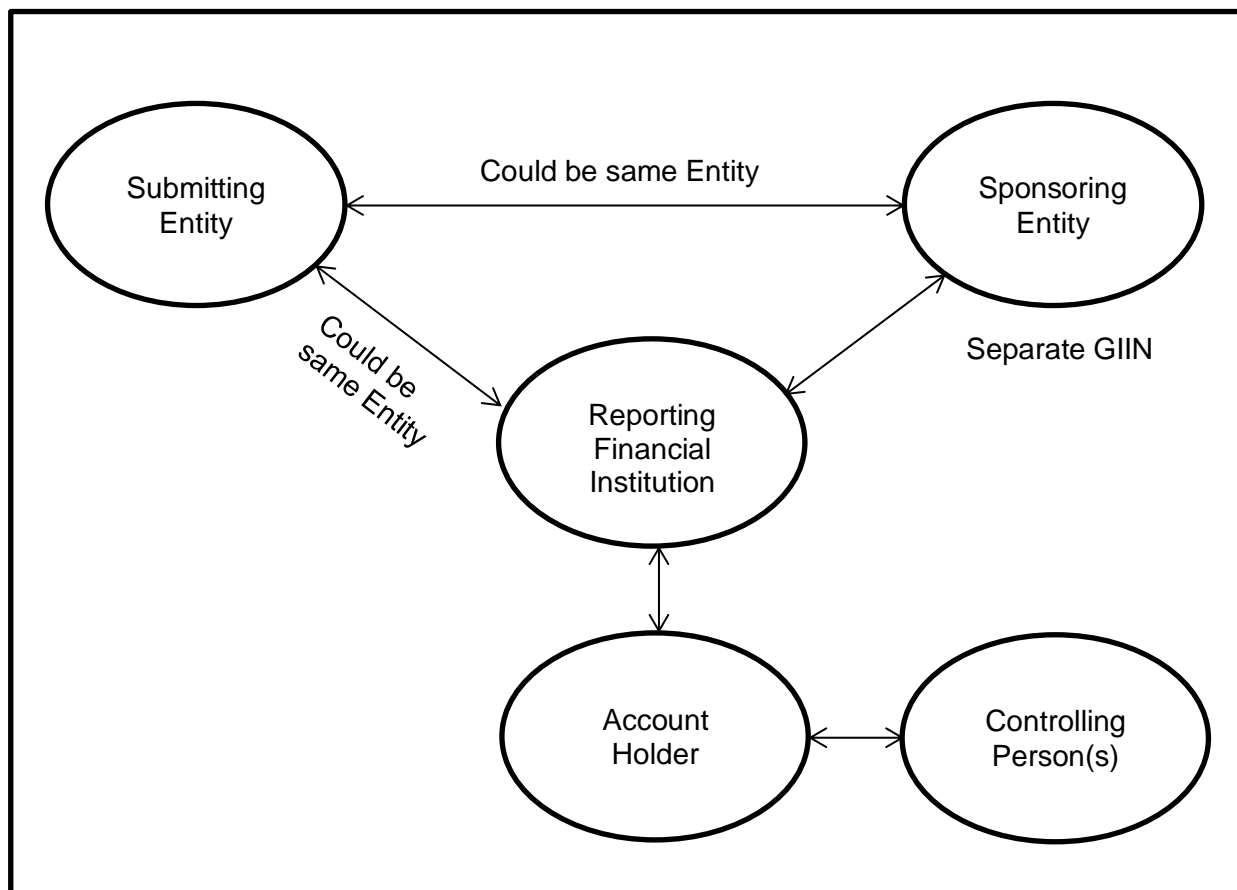 Submitting
Entity
Could be same Entity
Sponsoring
Entity
Could be
same Entity
Separate GIIN
Reporting
Financial
Institution
Account
Holder
Controlling
Person(s)